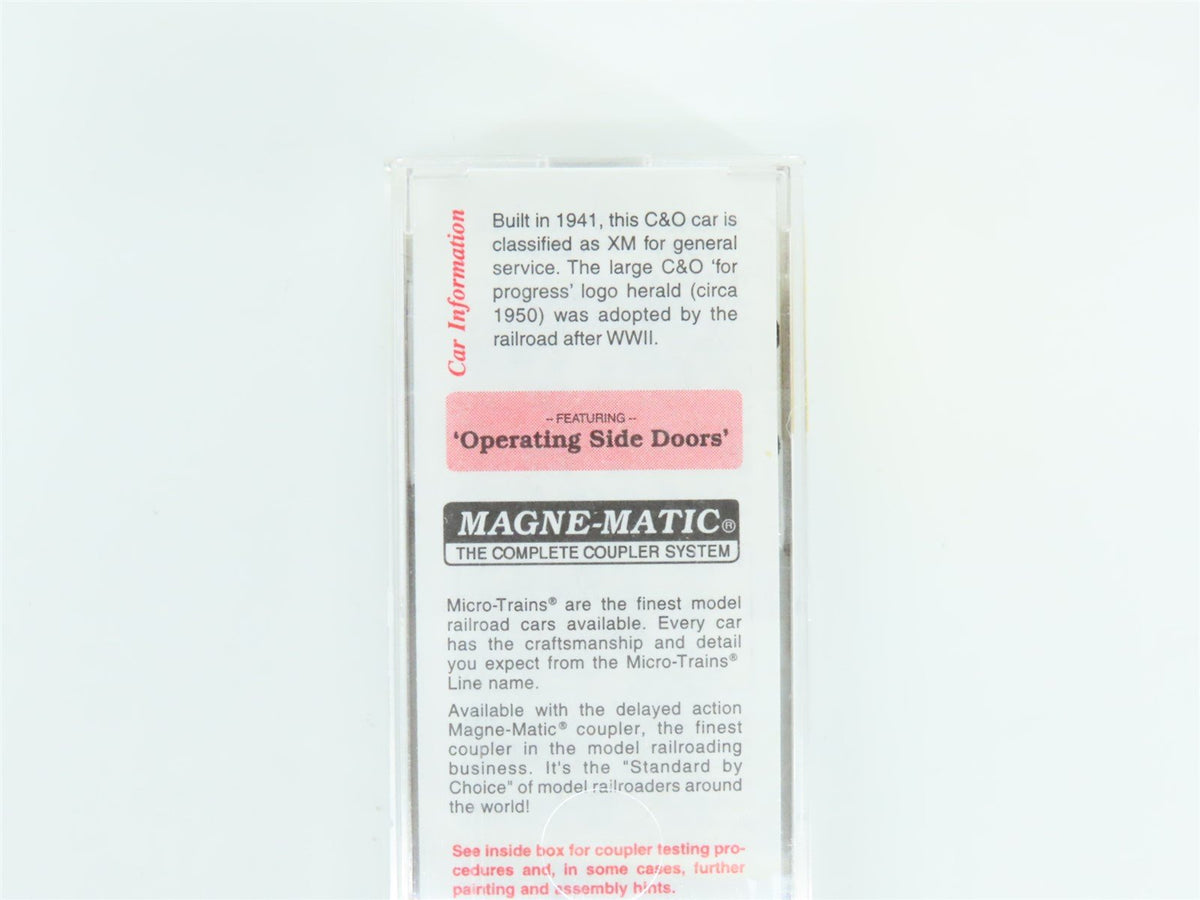 Car Information
Built in 1941, this C&O car is
classified as XM for general
service. The large C&O ‘for
progress’ logo herald (circa
1950) was adopted by the
railroad after WWII.
-- FEATURING --
‘Operating Side Doors’
MAGNE-MATIC®
THE COMPLETE COUPLER SYSTEM
Micro-Trains® are the finest model
railroad cars available. Every car
has the craftsmanship and detail
you expect from the Micro-Trains®
Line name.
Available with the delayed action
Magne-Matic® coupler, the finest
coupler in the model railroading
business. It's the "Standard by
Choice" of model railroaders around
the world!
See inside box for coupler testing pro-
cedures and, in some cases, further
painting and assembly hints.